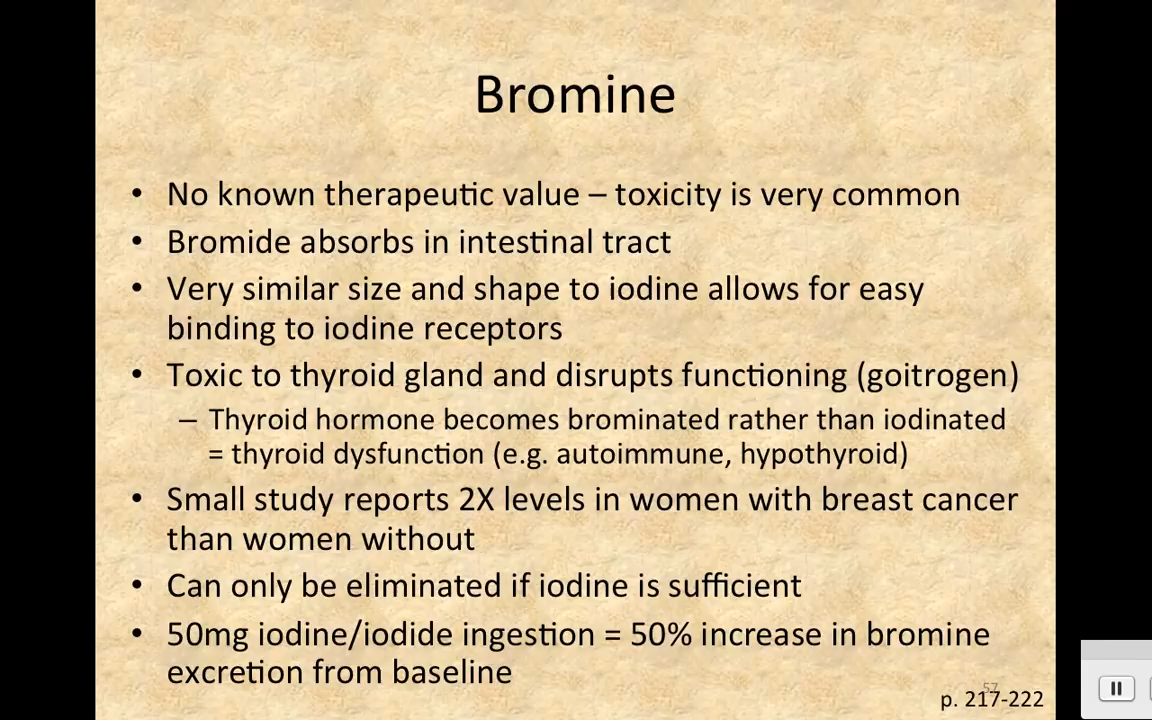 Bromine
• No known therapeutic value – toxicity is very common
• Bromide absorbs in intestinal tract
• Very similar size and shape to iodine allows for easy
binding to iodine receptors
• Toxic to thyroid gland and disrupts functioning (goitrogen)
– Thyroid hormone becomes brominated rather than iodinated
= thyroid dysfunction (e.g. autoimmune, hypothyroid)
• Small study reports 2X levels in women with breast cancer
than women without
• Can only be eliminated if iodine is sufficient
• 50mg iodine/iodide ingestion = 50% increase in bromine
excretion from baseline
57
p. 217-222